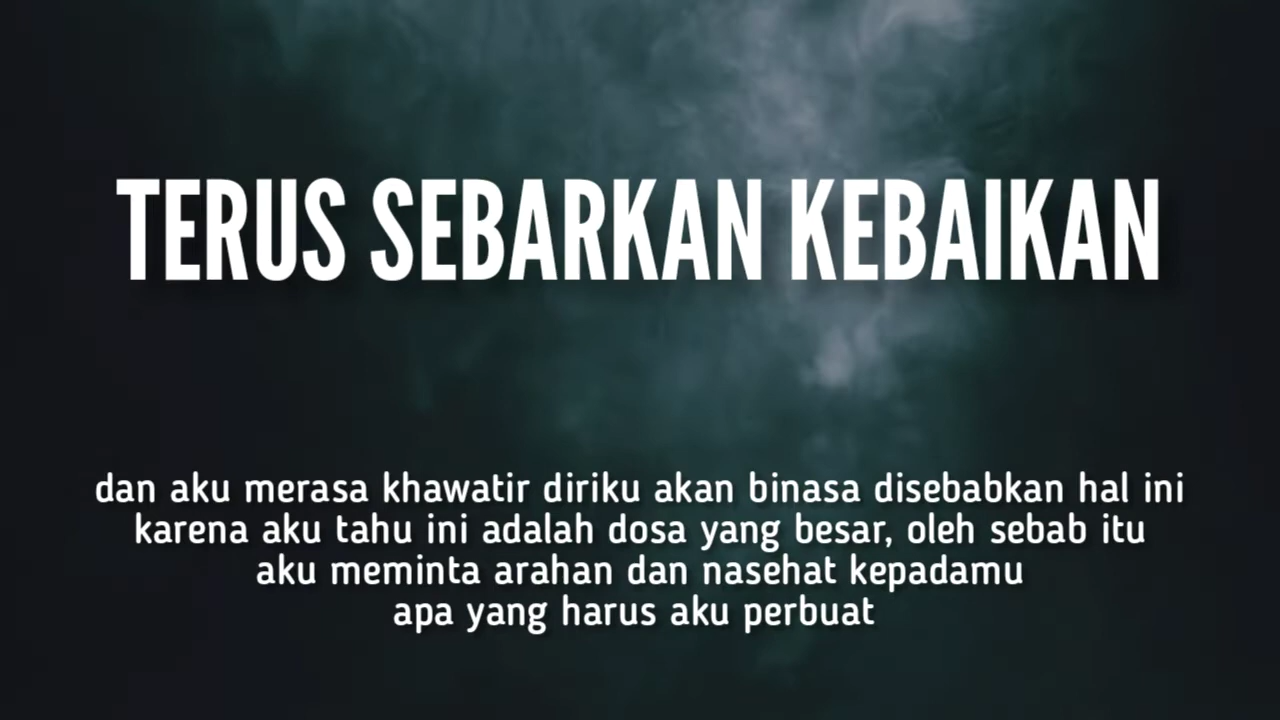 TERUS SEBARKAN KEBAIKAN
dan aku merasa khawatir diriku akan binasa disebabkan hal ini
karena aku tahu ini adalah dosa yang besar, oleh sebab itu
aku meminta arahan dan nasehat kepadamu
apa yang harus aku perbuat